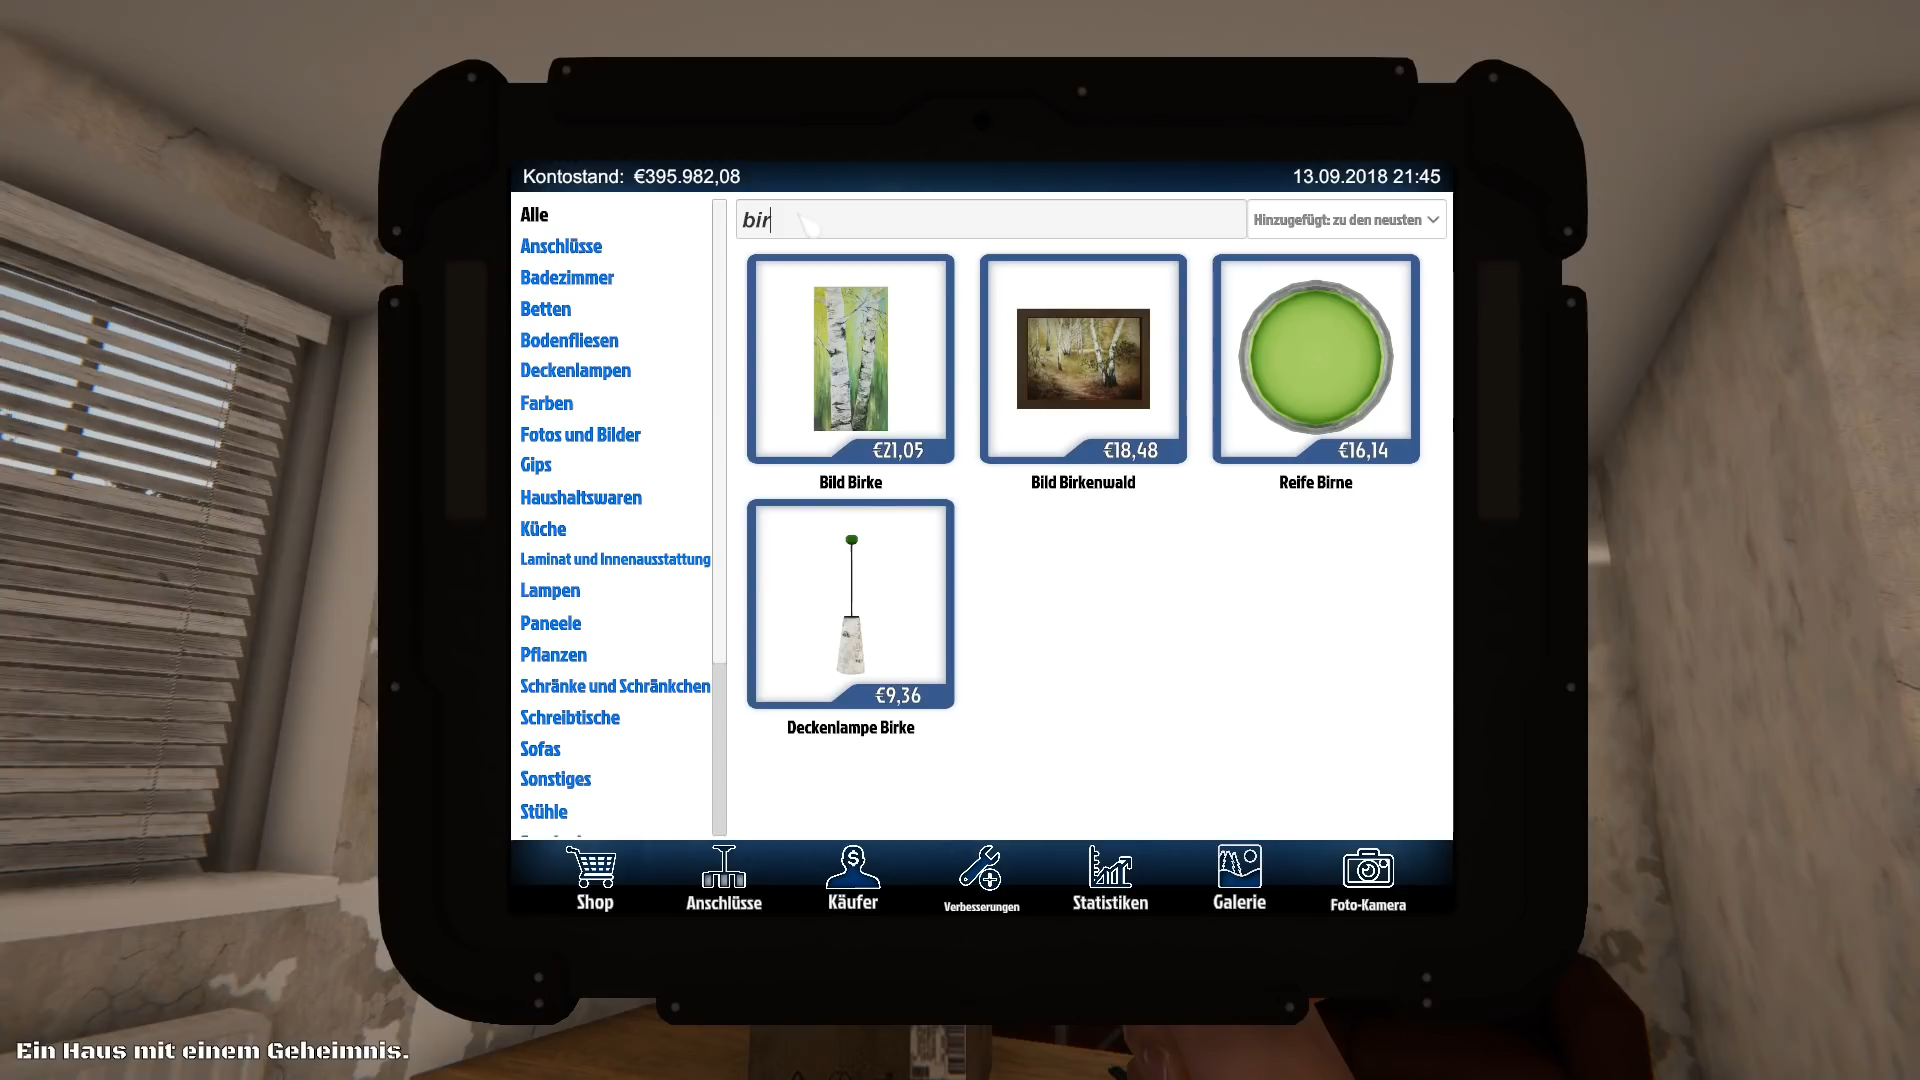 Kontostand: €395.982,08
13.09.2018 21:45
Alle
Anschlüsse
Badezimmer
Betten
Bodenfliesen
Deckenlampen
Farben
Fotos und Bilder
Gips
Haushaltswaren
Küche
Laminat und Innenausstattung
Lampen
Paneele
Pflanzen
Schränke und Schränkchen
Schreibtische
Sofas
Sonstiges
Stühle
bir
Hinzugefügt: zu den neusten
€21,05
€18,48
€16,14
Bild Birke
Bild Birkenwald
Reife Birne
€9,36
Deckenlampe Birke
Shop
Anschlüsse
Käufer
Verbesserungen
Statistiken
Galerie
Foto-Kamera
Ein Haus mit einem Geheimnis.